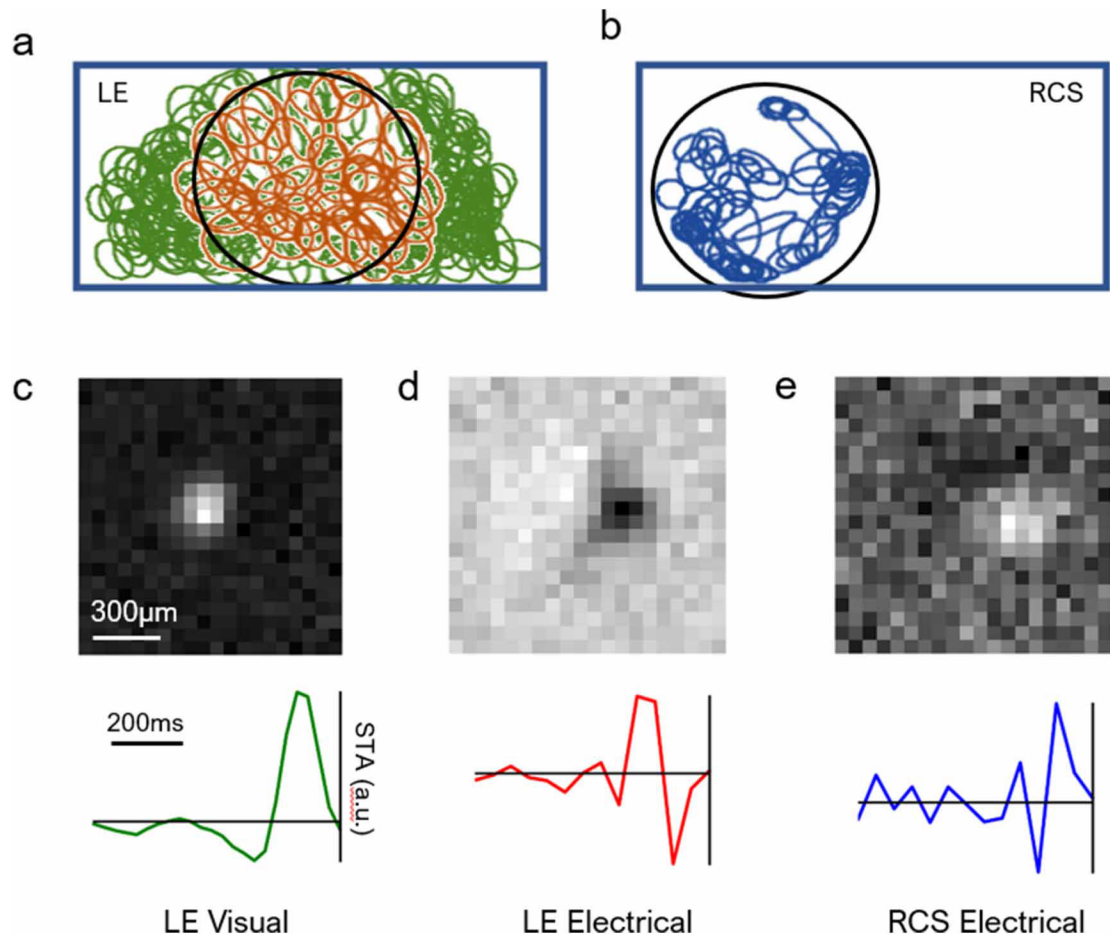 a
b
LE
RCS
c
d
e
300µm
200ms
STA (a.u.)
LE Visual
LE Electrical
RCS Electrical